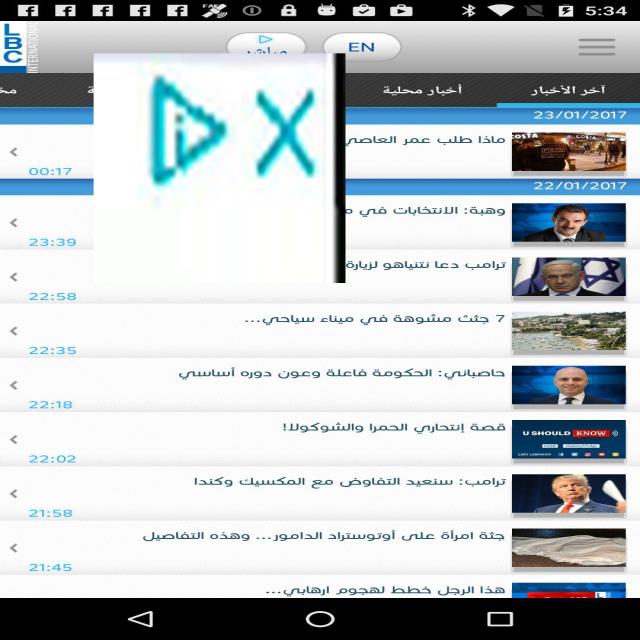 5:34
LBC INTERNATIONAL
مباشر
EN
آخر الأخبار
أخبار محلية
23/01/2017
ماذا طلب عمر العاصي
00:17
22/01/2017
وهبة: الانتخابات في
23:39
ترامب دعا نتنياهو لزيارة
22:58
7 جثث مشوهة في ميناء سياحي...
22:35
حاصباني: الحكومة فاعلة وعون دوره أساسي
22:18
قصة إنتحاري الحمرا والشوكولا!
U SHOULD KNOW
22:02
ترامب: سنعيد التفاوض مع المكسيك وكندا
21:58
جثة امرأة على أوتوستراد الدامور... وهذه التفاصيل
21:45
هذا الرجل خطط لهجوم ارهابي...